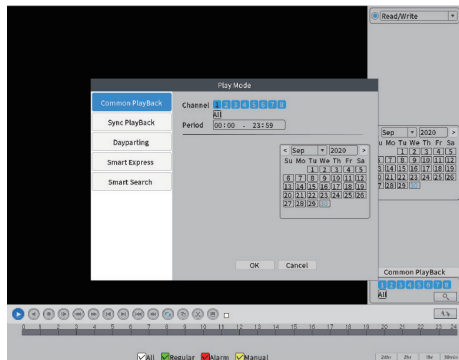 Read/Write
Play Mode
Common PlayBack
Sync PlayBack
Dayparting
Smart Express
Smart Search
Channel 1 2 3 4 5 6 7 8
All
Period 00:00 - 23:59
< Sep 2020 >
Su Mo Tu We Th Fr Sa
1 2 3 4 5
6 7 8 9 10 11 12
13 14 15 16 17 18 19
20 21 22 23 24 25 26
27 28 29 30
OK Cancel
Sep 2020 >
u Mo Tu We Th Fr Sa
1 2 3 4 5
7 8 9 10 11 12
14 15 16 17 18 19
21 22 23 24 25 26
28 29 30
Common PlayBack
1 2 3 4 5 6 7 8
All
0 1 2 3 4 5 6 7 8 9 10 11 12 13 14 15 16 17 18 19 20 21 22 23 24
All Regular Alarm Manual
24hr 2hr 1hr 30min